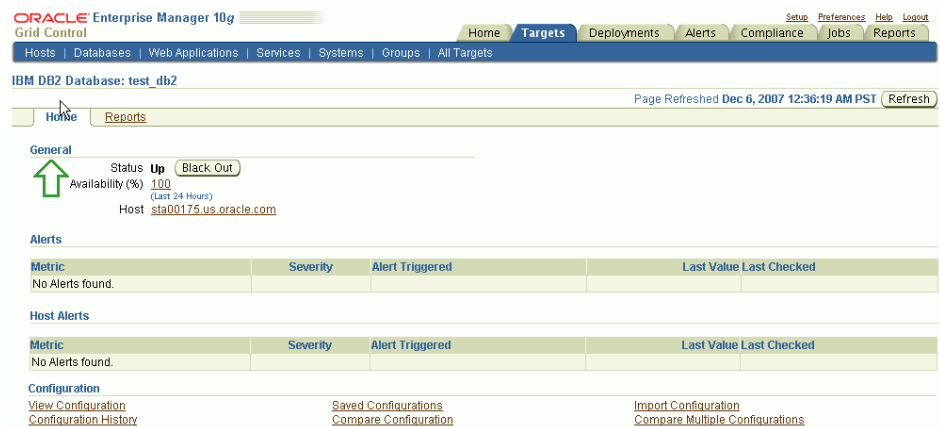 ORACLE Enterprise Manager 10g
Grid Control
Setup Preferences Help Logout
Home Targets Deployments Alerts Compliance Jobs Reports
Hosts | Databases | Web Applications | Services | Systems | Groups | All Targets
IBM DB2 Database: test_db2
Page Refreshed Dec 6, 2007 12:36:19 AM PST Refresh
Home Reports
General
Status Up Black Out
Availability (%) 100
(Last 24 Hours)
Host sta00175.us.oracle.com
Alerts
Metric Severity Alert Triggered Last Value Last Checked
No Alerts found.
Host Alerts
Metric Severity Alert Triggered Last Value Last Checked
No Alerts found.
Configuration
View Configuration Saved Configurations Import Configuration
Configuration History Compare Configuration Compare Multiple Configurations